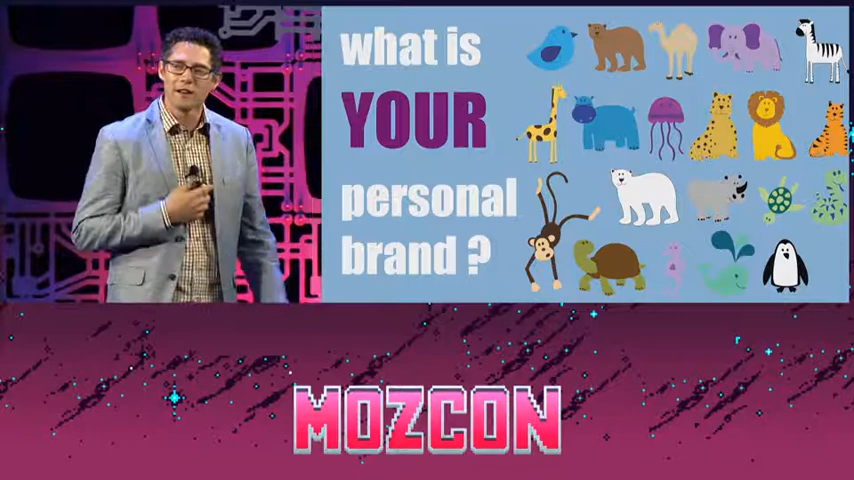 what is
YOUR
personal
brand ?
MOZCON